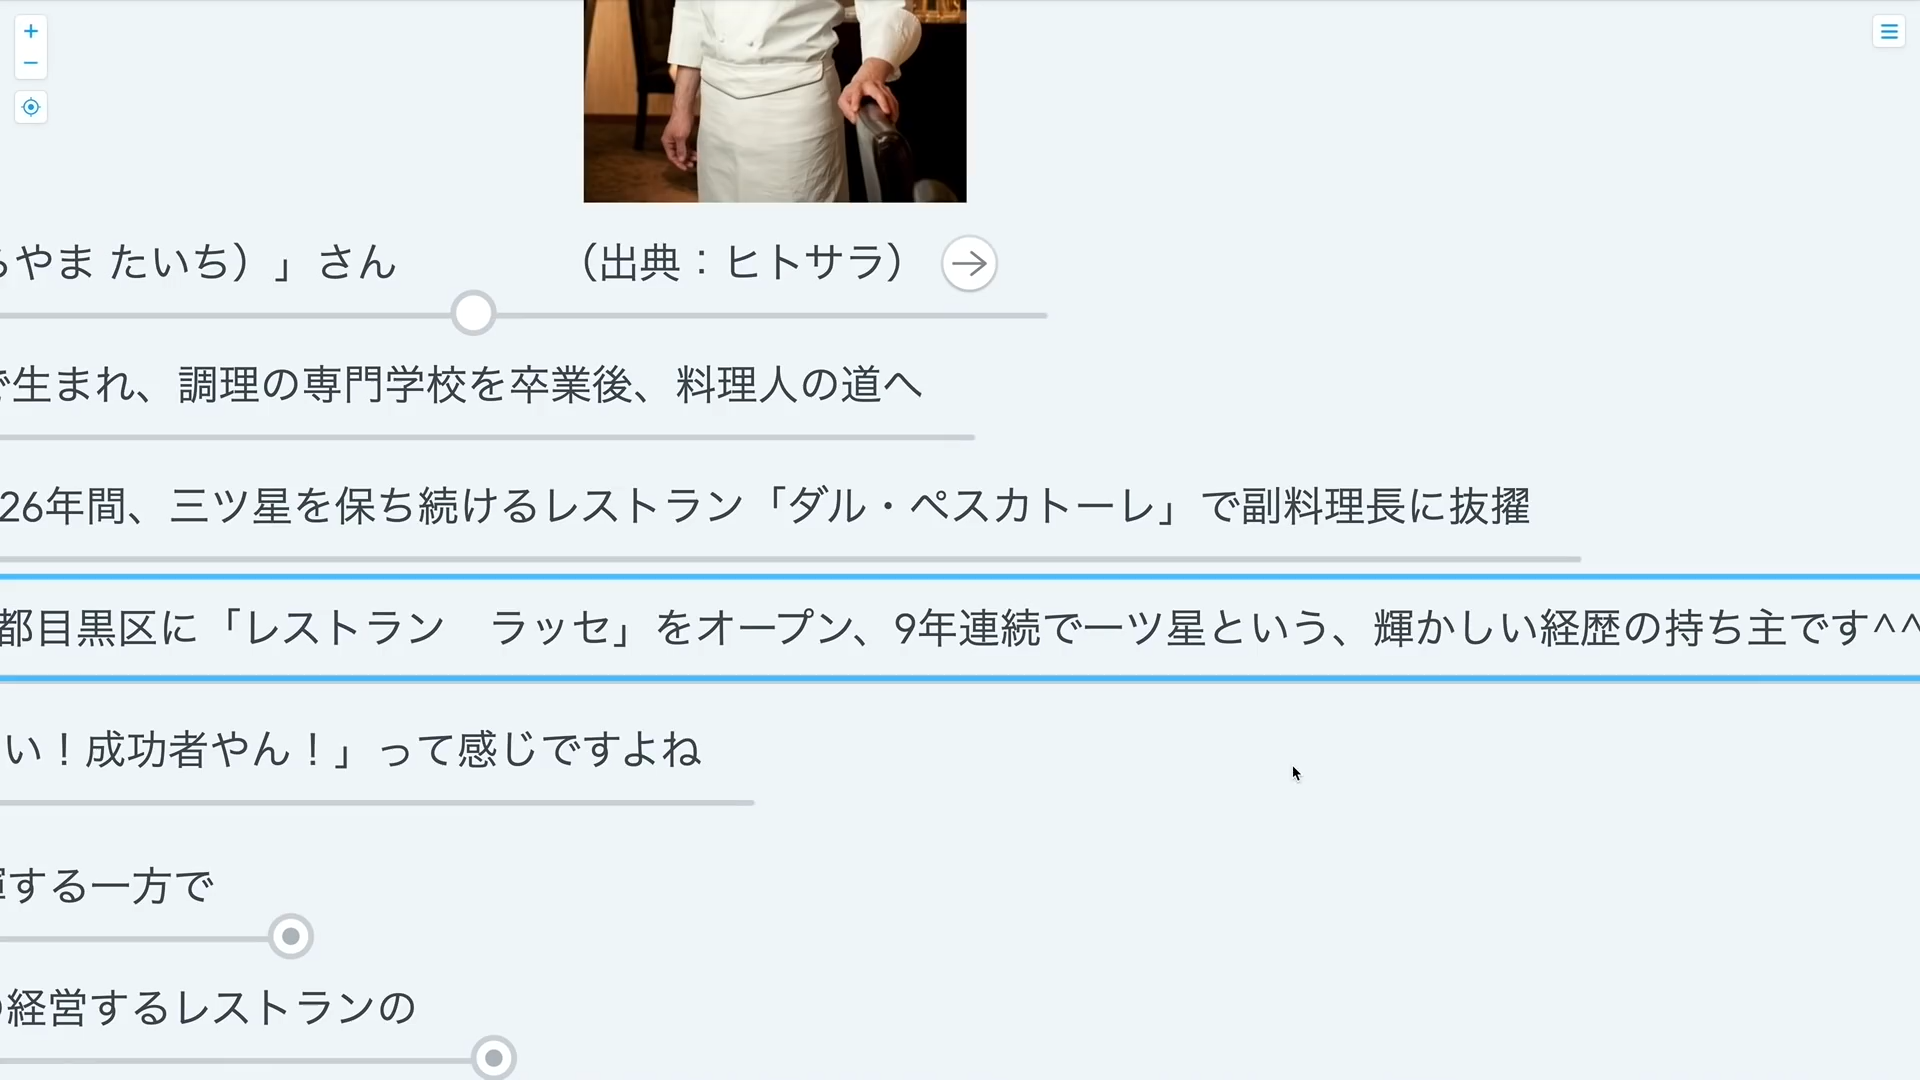 やま たいち）」さん
（出典：ヒトサラ）
で生まれ、調理の専門学校を卒業後、料理人の道へ
26年間、三ツ星を保ち続けるレストラン「ダル・ペスカトーレ」で副料理長に抜擢
都目黒区に「レストラン　ラッセ」をオープン、9年連続で一ツ星という、輝かしい経歴の持ち主です^^
い！成功者やん！」って感じですよね
する一方で
経営するレストランの